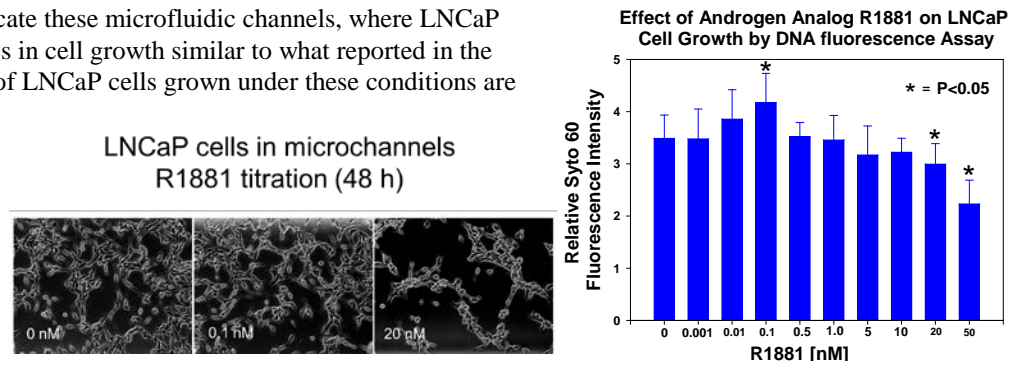 cate these microfluidic channels, where LNCaP
es in cell growth similar to what reported in the
of LNCaP cells grown under these conditions are
LNCaP cells in microchannels
R1881 titration (48 h)
0 nM
0.1 nM
20 nM
Effect of Androgen Analog R1881 on LNCaP
Cell Growth by DNA fluorescence Assay
* = P<0.05
Relative Syto 60
Fluorescence Intensity
5
4
3
2
1
0
*
*
*
0 0.001 0.01 0.1 0.5 1.0 5 10 20 50
R1881 [nM]